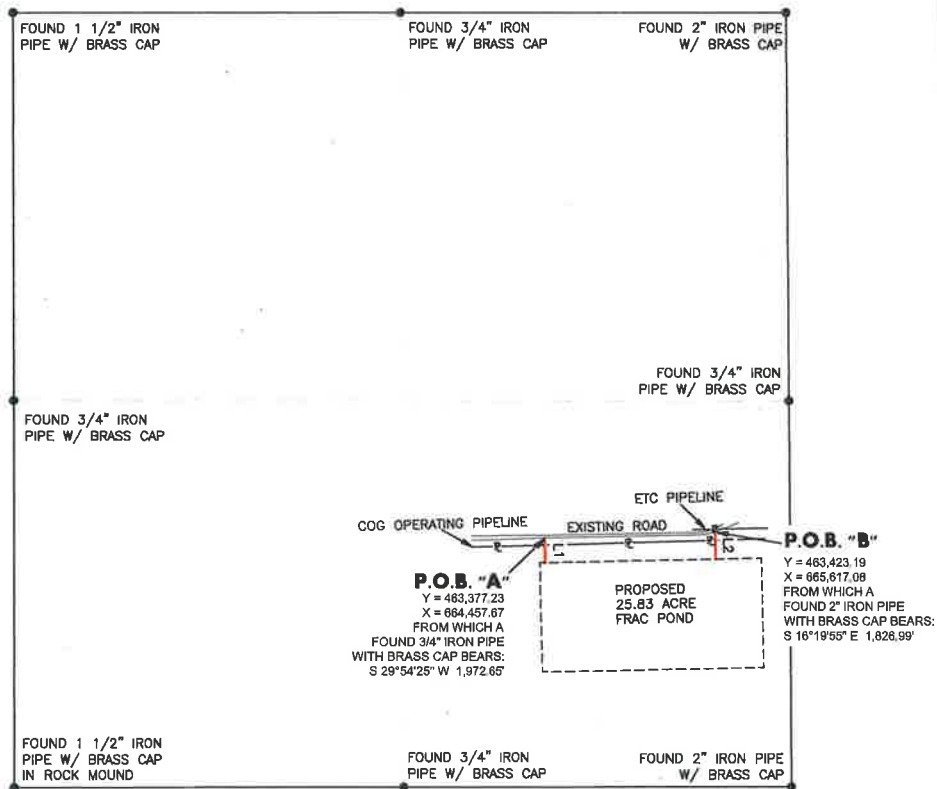 FOUND 1 1/2" IRON
PIPE W/ BRASS CAP
FOUND 3/4" IRON
PIPE W/ BRASS CAP
FOUND 2" IRON PIPE
W/ BRASS CAP
FOUND 3/4" IRON
PIPE W/ BRASS CAP
FOUND 3/4" IRON
PIPE W/ BRASS CAP
ETC PIPELINE
COG OPERATING PIPELINE
EXISTING ROAD
L1
L2
P.O.B. "A"
Y = 463,377.23
X = 664,457.67
FROM WHICH A
FOUND 3/4" IRON PIPE
WITH BRASS CAP BEARS:
S 29°54'25" W 1,972.65'
PROPOSED
25.83 ACRE
FRAC POND
P.O.B. "B"
Y = 463,423.19
X = 665,617.08
FROM WHICH A
FOUND 2" IRON PIPE
WITH BRASS CAP BEARS:
S 16°19'55" E 1,826.99'
FOUND 1 1/2" IRON
PIPE W/ BRASS CAP
IN ROCK MOUND
FOUND 3/4" IRON
PIPE W/ BRASS CAP
FOUND 2" IRON PIPE
W/ BRASS CAP